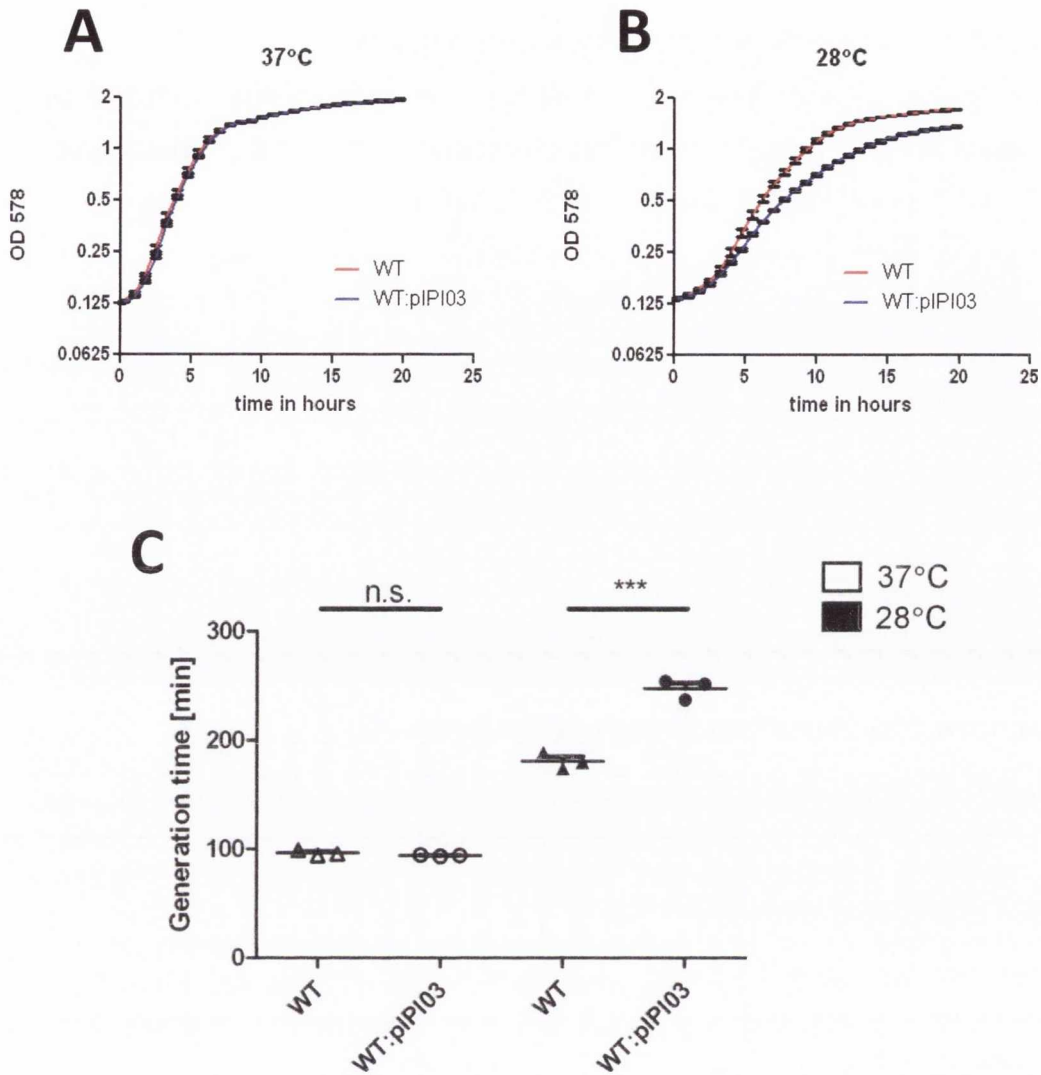 A
37°C
2
1
0.5
0.25
0.125
0.0625
OD 578
WT
WT:pIPI03
0 5 10 15 20 25
time in hours
B
28°C
2
1
0.5
0.25
0.125
0.0625
OD 578
WT
WT:pIPI03
0 5 10 15 20 25
time in hours
C
n.s.
***
37°C
28°C
300
200
100
0
Generation time [min]
WT
WT:pIPI03
WT
WT:pIPI03